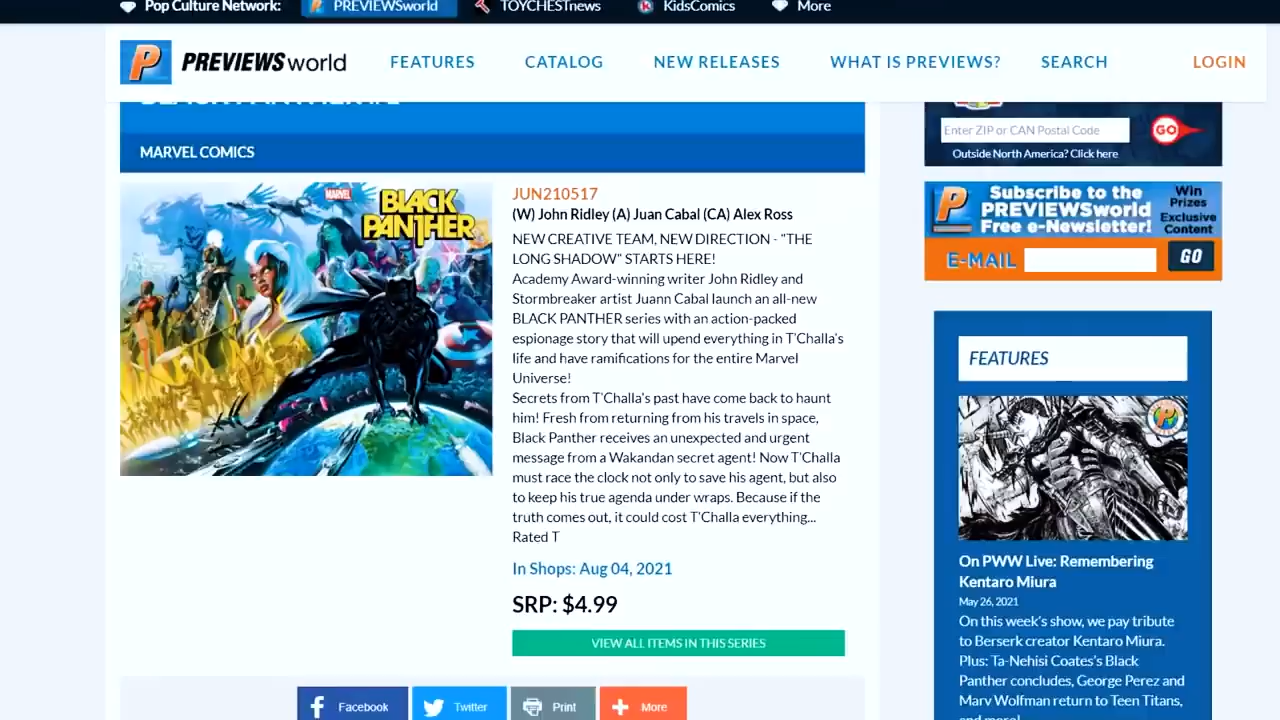 Pop Culture Network:
PREVIEWSworld
TOYCHESTnews
KidsComics
More
PREVIEWSworld
FEATURES
CATALOG
NEW RELEASES
WHAT IS PREVIEWS?
SEARCH
LOGIN
MARVEL COMICS
MARVEL
BLACK
PANTHER
JUN210517
(W) John Ridley (A) Juan Cabal (CA) Alex Ross
NEW CREATIVE TEAM, NEW DIRECTION - "THE
LONG SHADOW" STARTS HERE!
Academy Award-winning writer John Ridley and
Stormbreaker artist Juann Cabal launch an all-new
BLACK PANTHER series with an action-packed
espionage story that will upend everything in T'Challa's
life and have ramifications for the entire Marvel
Universe!
Secrets from T'Challa's past have come back to haunt
him! Fresh from returning from his travels in space,
Black Panther receives an unexpected and urgent
message from a Wakandan secret agent! Now T'Challa
must race the clock not only to save his agent, but also
to keep his true agenda under wraps. Because if the
truth comes out, it could cost T'Challa everything...
Rated T
In Shops: Aug 04, 2021
SRP: $4.99
VIEW ALL ITEMS IN THIS SERIES
Facebook
Twitter
Print
More
Enter ZIP or CAN Postal Code
GO
Outside North America? Click here
Subscribe to the
PREVIEWSworld
Free e-Newsletter!
Win
Prizes
Exclusive
Content
E-MAIL
GO
FEATURES
On PWW Live: Remembering
Kentaro Miura
May 26, 2021
On this week's show, we pay tribute
to Berserk creator Kentaro Miura.
Plus: Ta-Nehisi Coates's Black
Panther concludes, George Perez and
Marv Wolfman return to Teen Titans,
and more!